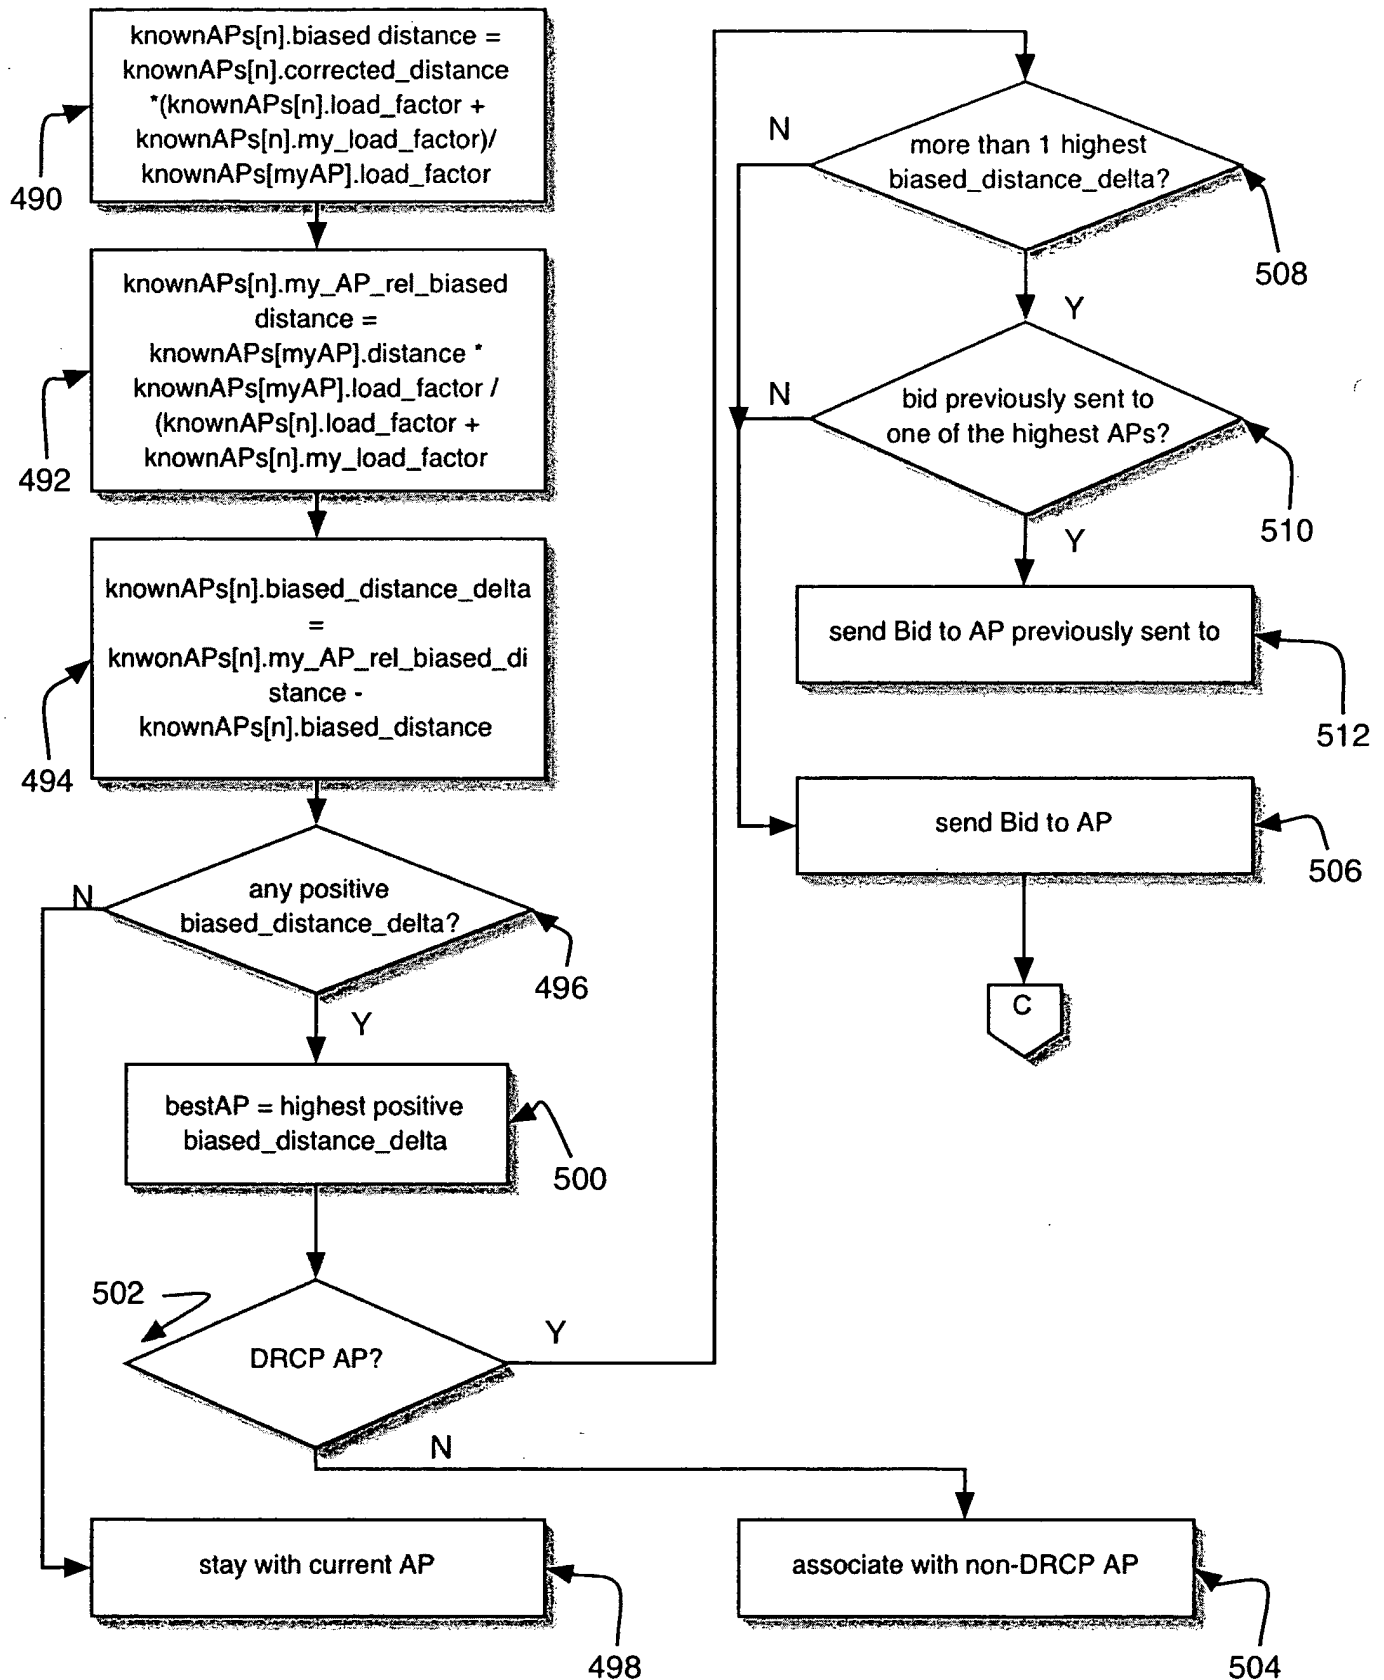 knownAPs[n].biased distance =
knownAPs[n].corrected_distance
*(knownAPs[n].load_factor +
knownAPs[n].my_load_factor)/
knownAPs[myAP].load_factor
490
knownAPs[n].my_AP_rel_biased
distance =
knownAPs[myAP].distance *
knownAPs[myAP].load_factor /
(knownAPs[n].load_factor +
knownAPs[n].my_load_factor
492
knownAPs[n].biased_distance_delta
=
knwonAPs[n].my_AP_rel_biased_di
stance -
knownAPs[n].biased_distance
494
any positive
biased_distance_delta?
N
496
Y
bestAP = highest positive
biased_distance_delta
500
502
DRCP AP?
Y
N
stay with current AP
498
associate with non-DRCP AP
504
more than 1 highest
biased_distance_delta?
N
508
Y
bid previously sent to
one of the highest APs?
N
510
Y
send Bid to AP previously sent to
512
send Bid to AP
506
C